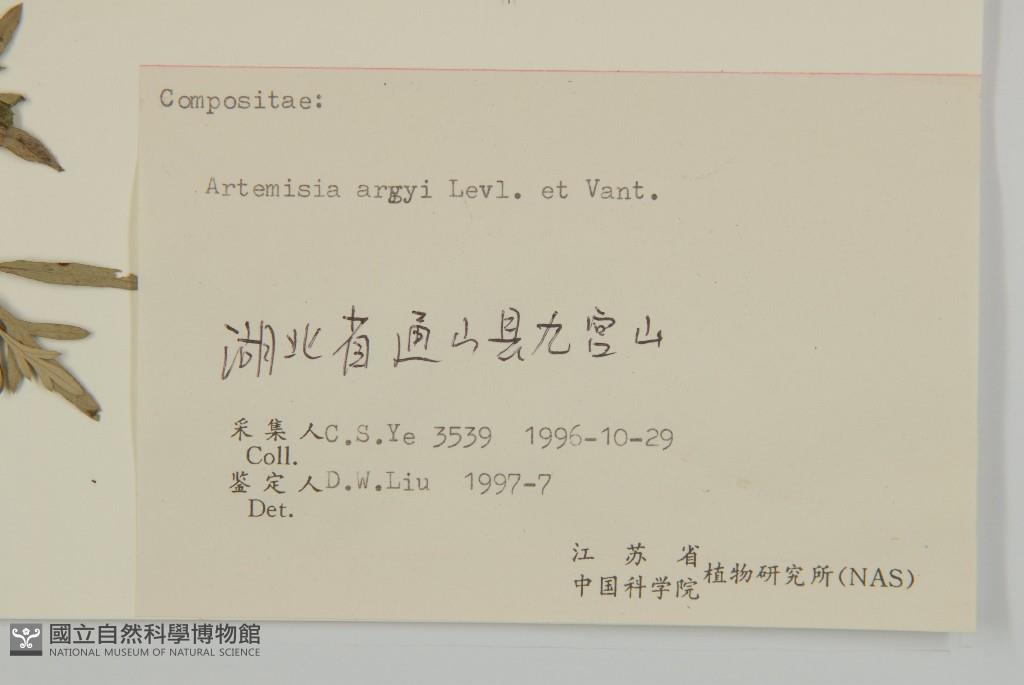 Compositae:
Artemisia argyi Levl. et Vant.
湖北省通山县九宫山
采集人C.S.Ye 3539 1996-10-29
Coll.
鉴定人D.W.Liu 1997-7
Det.
江苏省
中国科学院植物研究所(NAS)
國立自然科學博物館
NATIONAL MUSEUM OF NATURAL SCIENCE